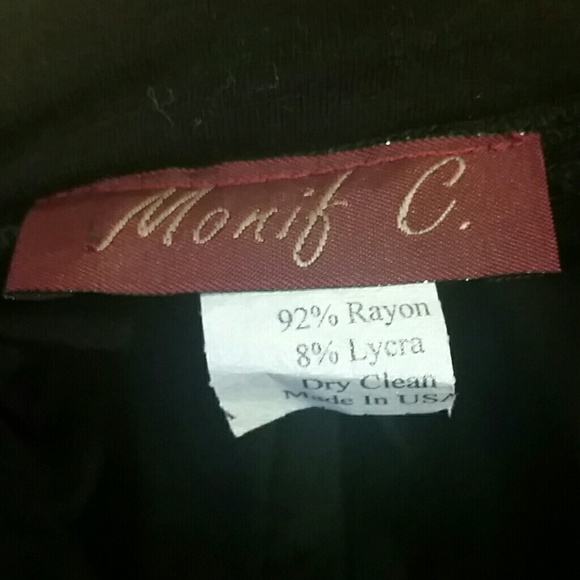 Monif C.
92% Rayon
8% Lycra
Dry Clean
Made In USA